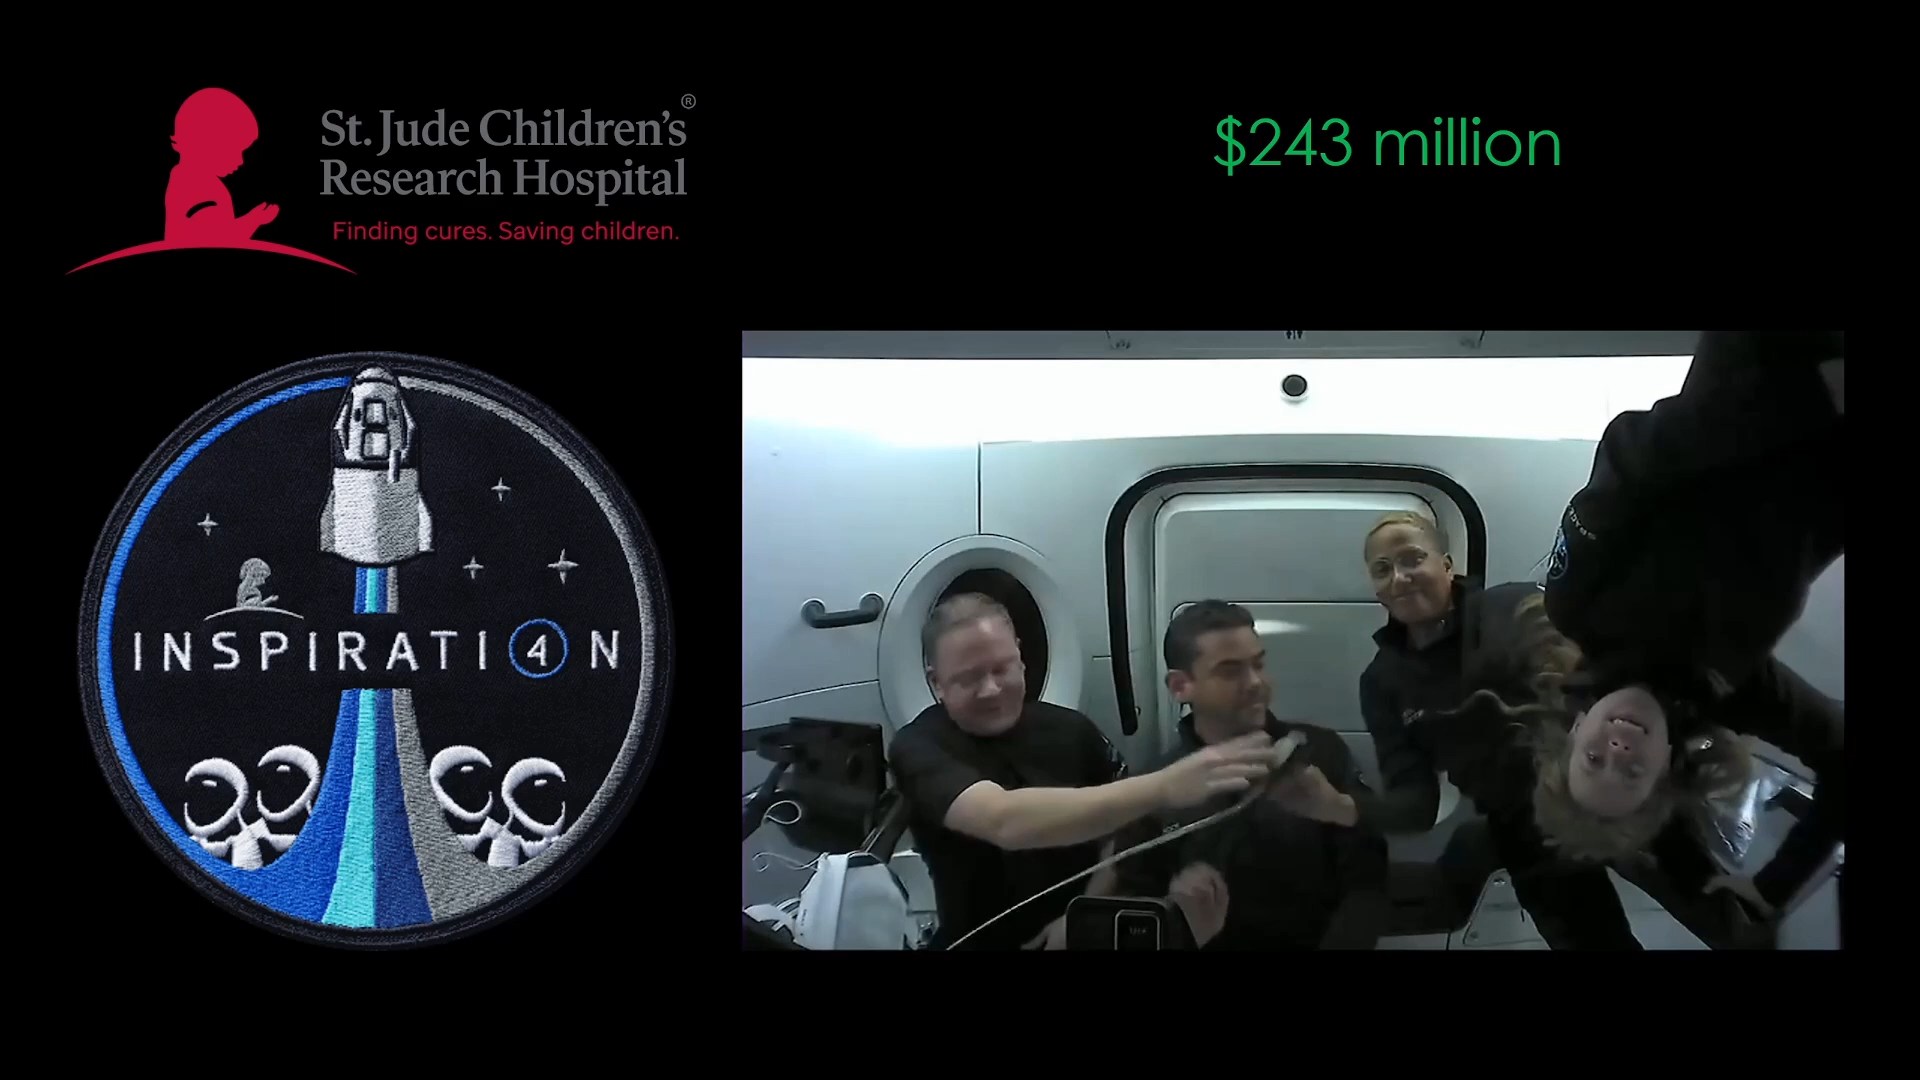 St. Jude Children's®
Research Hospital
Finding cures. Saving children.
$243 million
INSPIRATI4N